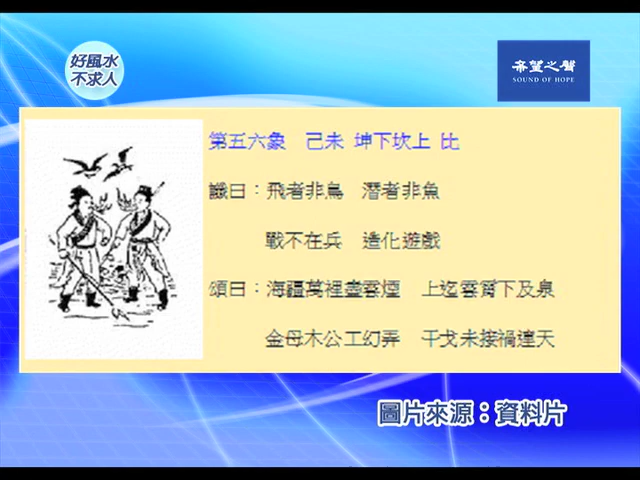 好風水
不求人
希望之聲
SOUND OF HOPE
第五六象 己未 坤下坎上 比
讖曰：飛者非鳥 潛者非魚
戰不在兵 造化遊戲
頌曰：海疆萬裡盡雲煙 上迄雲霄下及泉
金母木公工幻弄 干戈未接禍連天
圖片來源：資料片